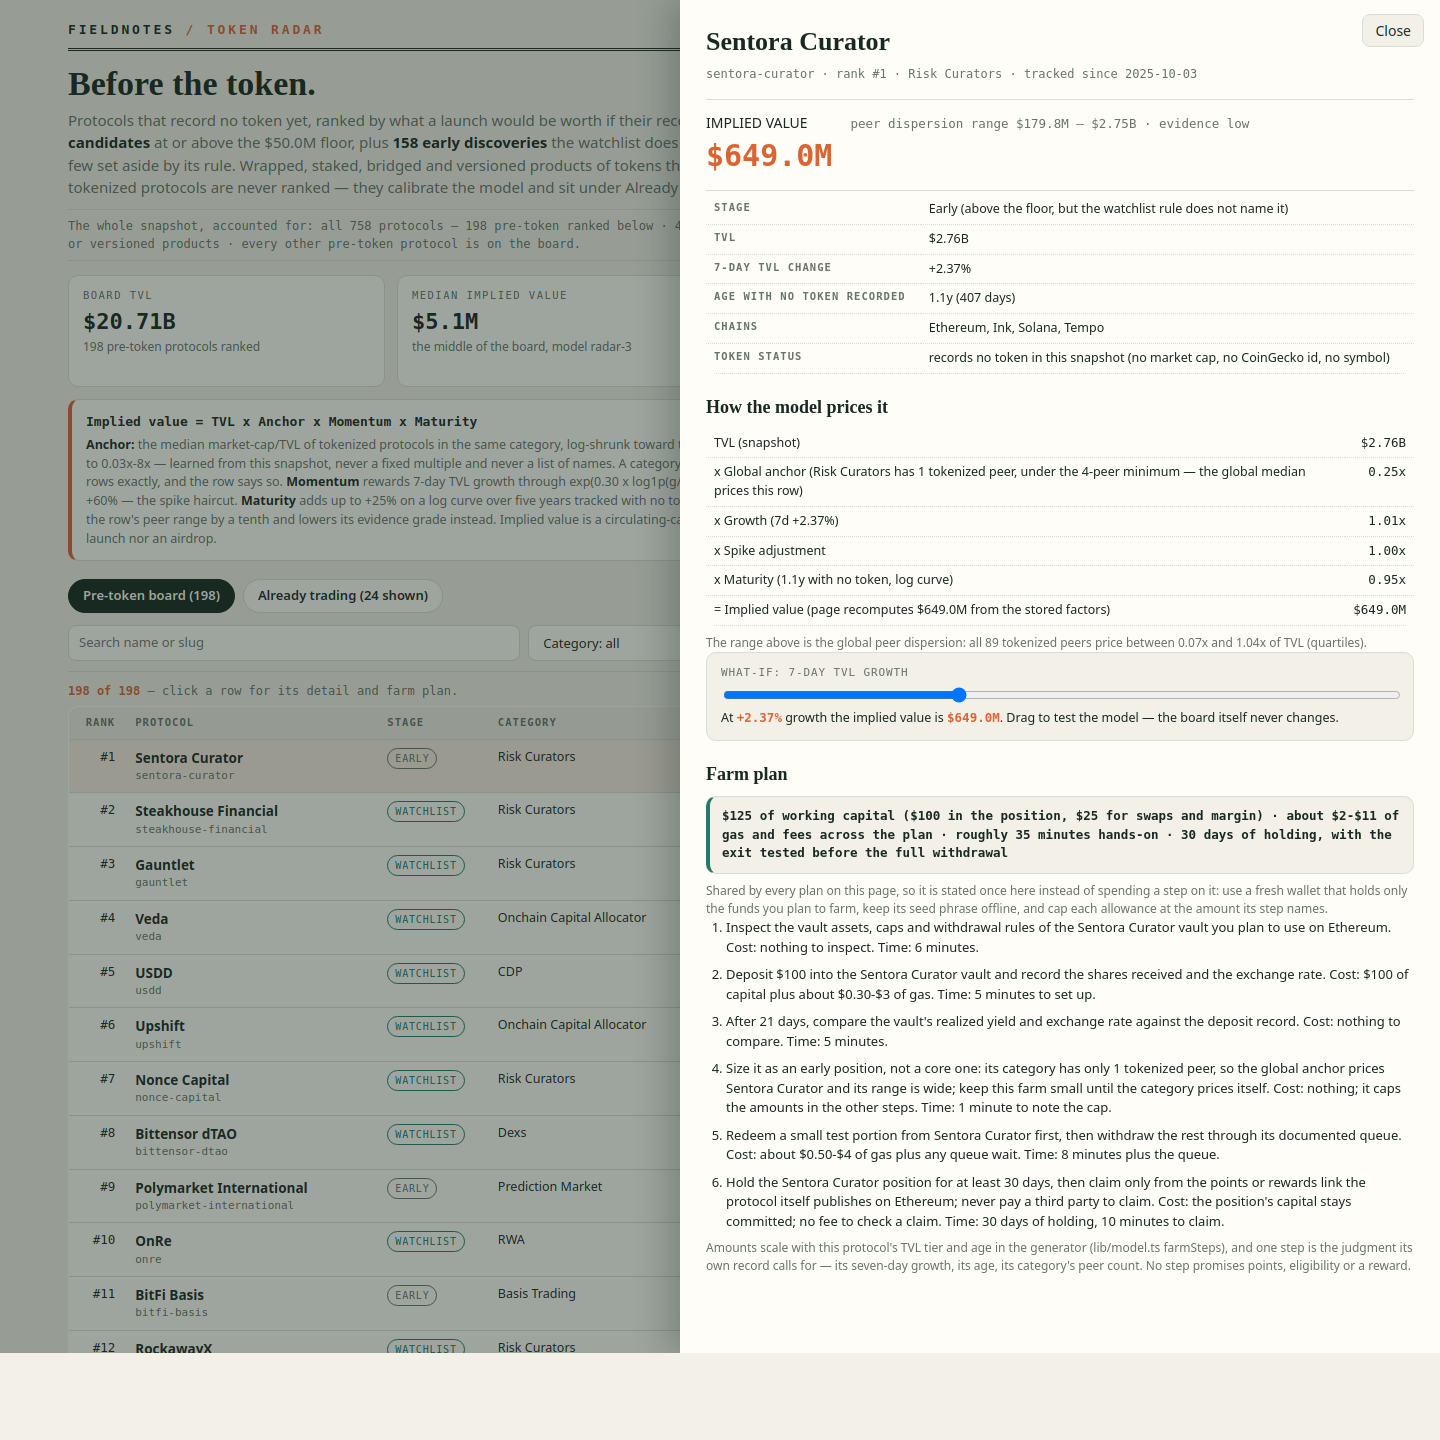 FIELDNOTES / TOKEN RADAR
Before the token.
Protocols that record no token yet, ranked by what a launch would be worth if their
candidates at or above the $50.0M floor, plus 158 early discoveries the watchlist does
few set aside by its rule. Wrapped, staked, bridged and versioned products of tokens
tokenized protocols are never ranked — they calibrate the model and sit under Already
The whole snapshot, accounted for: all 758 protocols — 198 pre-token ranked below ·
or versioned products · every other pre-token protocol is on the board.
BOARD TVL
$20.71B
198 pre-token protocols ranked
MEDIAN IMPLIED VALUE
$5.1M
the middle of the board, model radar-3
Implied value = TVL x Anchor x Momentum x Maturity
Anchor: the median market-cap/TVL of tokenized protocols in the same category, log-shrunk toward
to 0.03x-8x — learned from this snapshot, never a fixed multiple and never a list of names. A category
rows exactly, and the row says so. Momentum rewards 7-day TVL growth through exp(0.30 x log1p(g/
+60% — the spike haircut. Maturity adds up to +25% on a log curve over five years tracked with no
the row's peer range by a tenth and lowers its evidence grade instead. Implied value is a
launch nor an airdrop.
Pre-token board (198)
Already trading (24 shown)
Search name or slug
Category: all
198 of 198 — click a row for its detail and farm plan.
RANK PROTOCOL STAGE CATEGORY
#1 Sentora Curator EARLY Risk Curators
sentora-curator
#2 Steakhouse Financial WATCHLIST Risk Curators
steakhouse-financial
#3 Gauntlet WATCHLIST Risk Curators
gauntlet
#4 Veda WATCHLIST Onchain Capital Allocator
veda
#5 USDD WATCHLIST CDP
usdd
#6 Upshift WATCHLIST Onchain Capital Allocator
upshift
#7 Nonce Capital WATCHLIST Risk Curators
nonce-capital
#8 Bittensor dTAO WATCHLIST Dexs
bittensor-dtao
#9 Polymarket International EARLY Prediction Market
polymarket-international
#10 OnRe WATCHLIST RWA
onre
#11 BitFi Basis EARLY Basis Trading
bitfi-basis
#12 RockawayX WATCHLIST Risk Curators
Close
Sentora Curator
sentora-curator · rank #1 · Risk Curators · tracked since 2025-10-03
IMPLIED VALUE peer dispersion range $179.8M – $2.75B · evidence low
$649.0M
STAGE Early (above the floor, but the watchlist rule does not name it)
TVL $2.76B
7-DAY TVL CHANGE +2.37%
AGE WITH NO TOKEN RECORDED 1.1y (407 days)
CHAINS Ethereum, Ink, Solana, Tempo
TOKEN STATUS records no token in this snapshot (no market cap, no CoinGecko id, no symbol)
How the model prices it
TVL (snapshot) $2.76B
x Global anchor (Risk Curators has 1 tokenized peer, under the 4-peer minimum — the global median 0.25x
prices this row)
x Growth (7d +2.37%) 1.01x
x Spike adjustment 1.00x
x Maturity (1.1y with no token, log curve) 0.95x
= Implied value (page recomputes $649.0M from the stored factors) $649.0M
The range above is the global peer dispersion: all 89 tokenized peers price between 0.07x and 1.04x of TVL (quartiles).
WHAT-IF: 7-DAY TVL GROWTH
At +2.37% growth the implied value is $649.0M. Drag to test the model — the board itself never changes.
Farm plan
$125 of working capital ($100 in the position, $25 for swaps and margin) · about $2-$11 of
gas and fees across the plan · roughly 35 minutes hands-on · 30 days of holding, with the
exit tested before the full withdrawal
Shared by every plan on this page, so it is stated once here instead of spending a step on it: use a fresh wallet that holds only
the funds you plan to farm, keep its seed phrase offline, and cap each allowance at the amount its step names.
1. Inspect the vault assets, caps and withdrawal rules of the Sentora Curator vault you plan to use on Ethereum.
Cost: nothing to inspect. Time: 6 minutes.
2. Deposit $100 into the Sentora Curator vault and record the shares received and the exchange rate. Cost: $100 of
capital plus about $0.30-$3 of gas. Time: 5 minutes to set up.
3. After 21 days, compare the vault's realized yield and exchange rate against the deposit record. Cost: nothing to
compare. Time: 5 minutes.
4. Size it as an early position, not a core one: its category has only 1 tokenized peer, so the global anchor prices
Sentora Curator and its range is wide; keep this farm small until the category prices itself. Cost: nothing; it caps
the amounts in the other steps. Time: 1 minute to note the cap.
5. Redeem a small test portion from Sentora Curator first, then withdraw the rest through its documented queue.
Cost: about $0.50-$4 of gas plus any queue wait. Time: 8 minutes plus the queue.
6. Hold the Sentora Curator position for at least 30 days, then claim only from the points or rewards link the
protocol itself publishes on Ethereum; never pay a third party to claim. Cost: the position's capital stays
committed; no fee to check a claim. Time: 30 days of holding, 10 minutes to claim.
Amounts scale with this protocol's TVL tier and age in the generator (lib/model.ts farmSteps), and one step is the judgment its
own record calls for — its seven-day growth, its age, its category's peer count. No step promises points, eligibility or a reward.